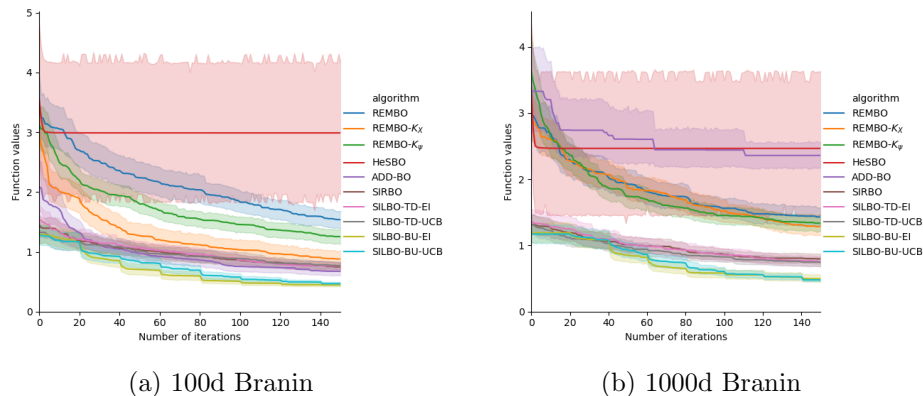 5
4
3
2
1
0
Function values
0 20 40 60 80 100 120 140
Number of iterations
algorithm
REMBO
REMBO-K_X
REMBO-K_ψ
HeSBO
ADD-BO
SIRBO
SILBO-TD-EI
SILBO-TD-UCB
SILBO-BU-EI
SILBO-BU-UCB
(a) 100d Branin
4
3
2
1
0
Function values
0 20 40 60 80 100 120 140
Number of iterations
algorithm
REMBO
REMBO-K_X
REMBO-K_ψ
HeSBO
ADD-BO
SIRBO
SILBO-TD-EI
SILBO-TD-UCB
SILBO-BU-EI
SILBO-BU-UCB
(b) 1000d Branin